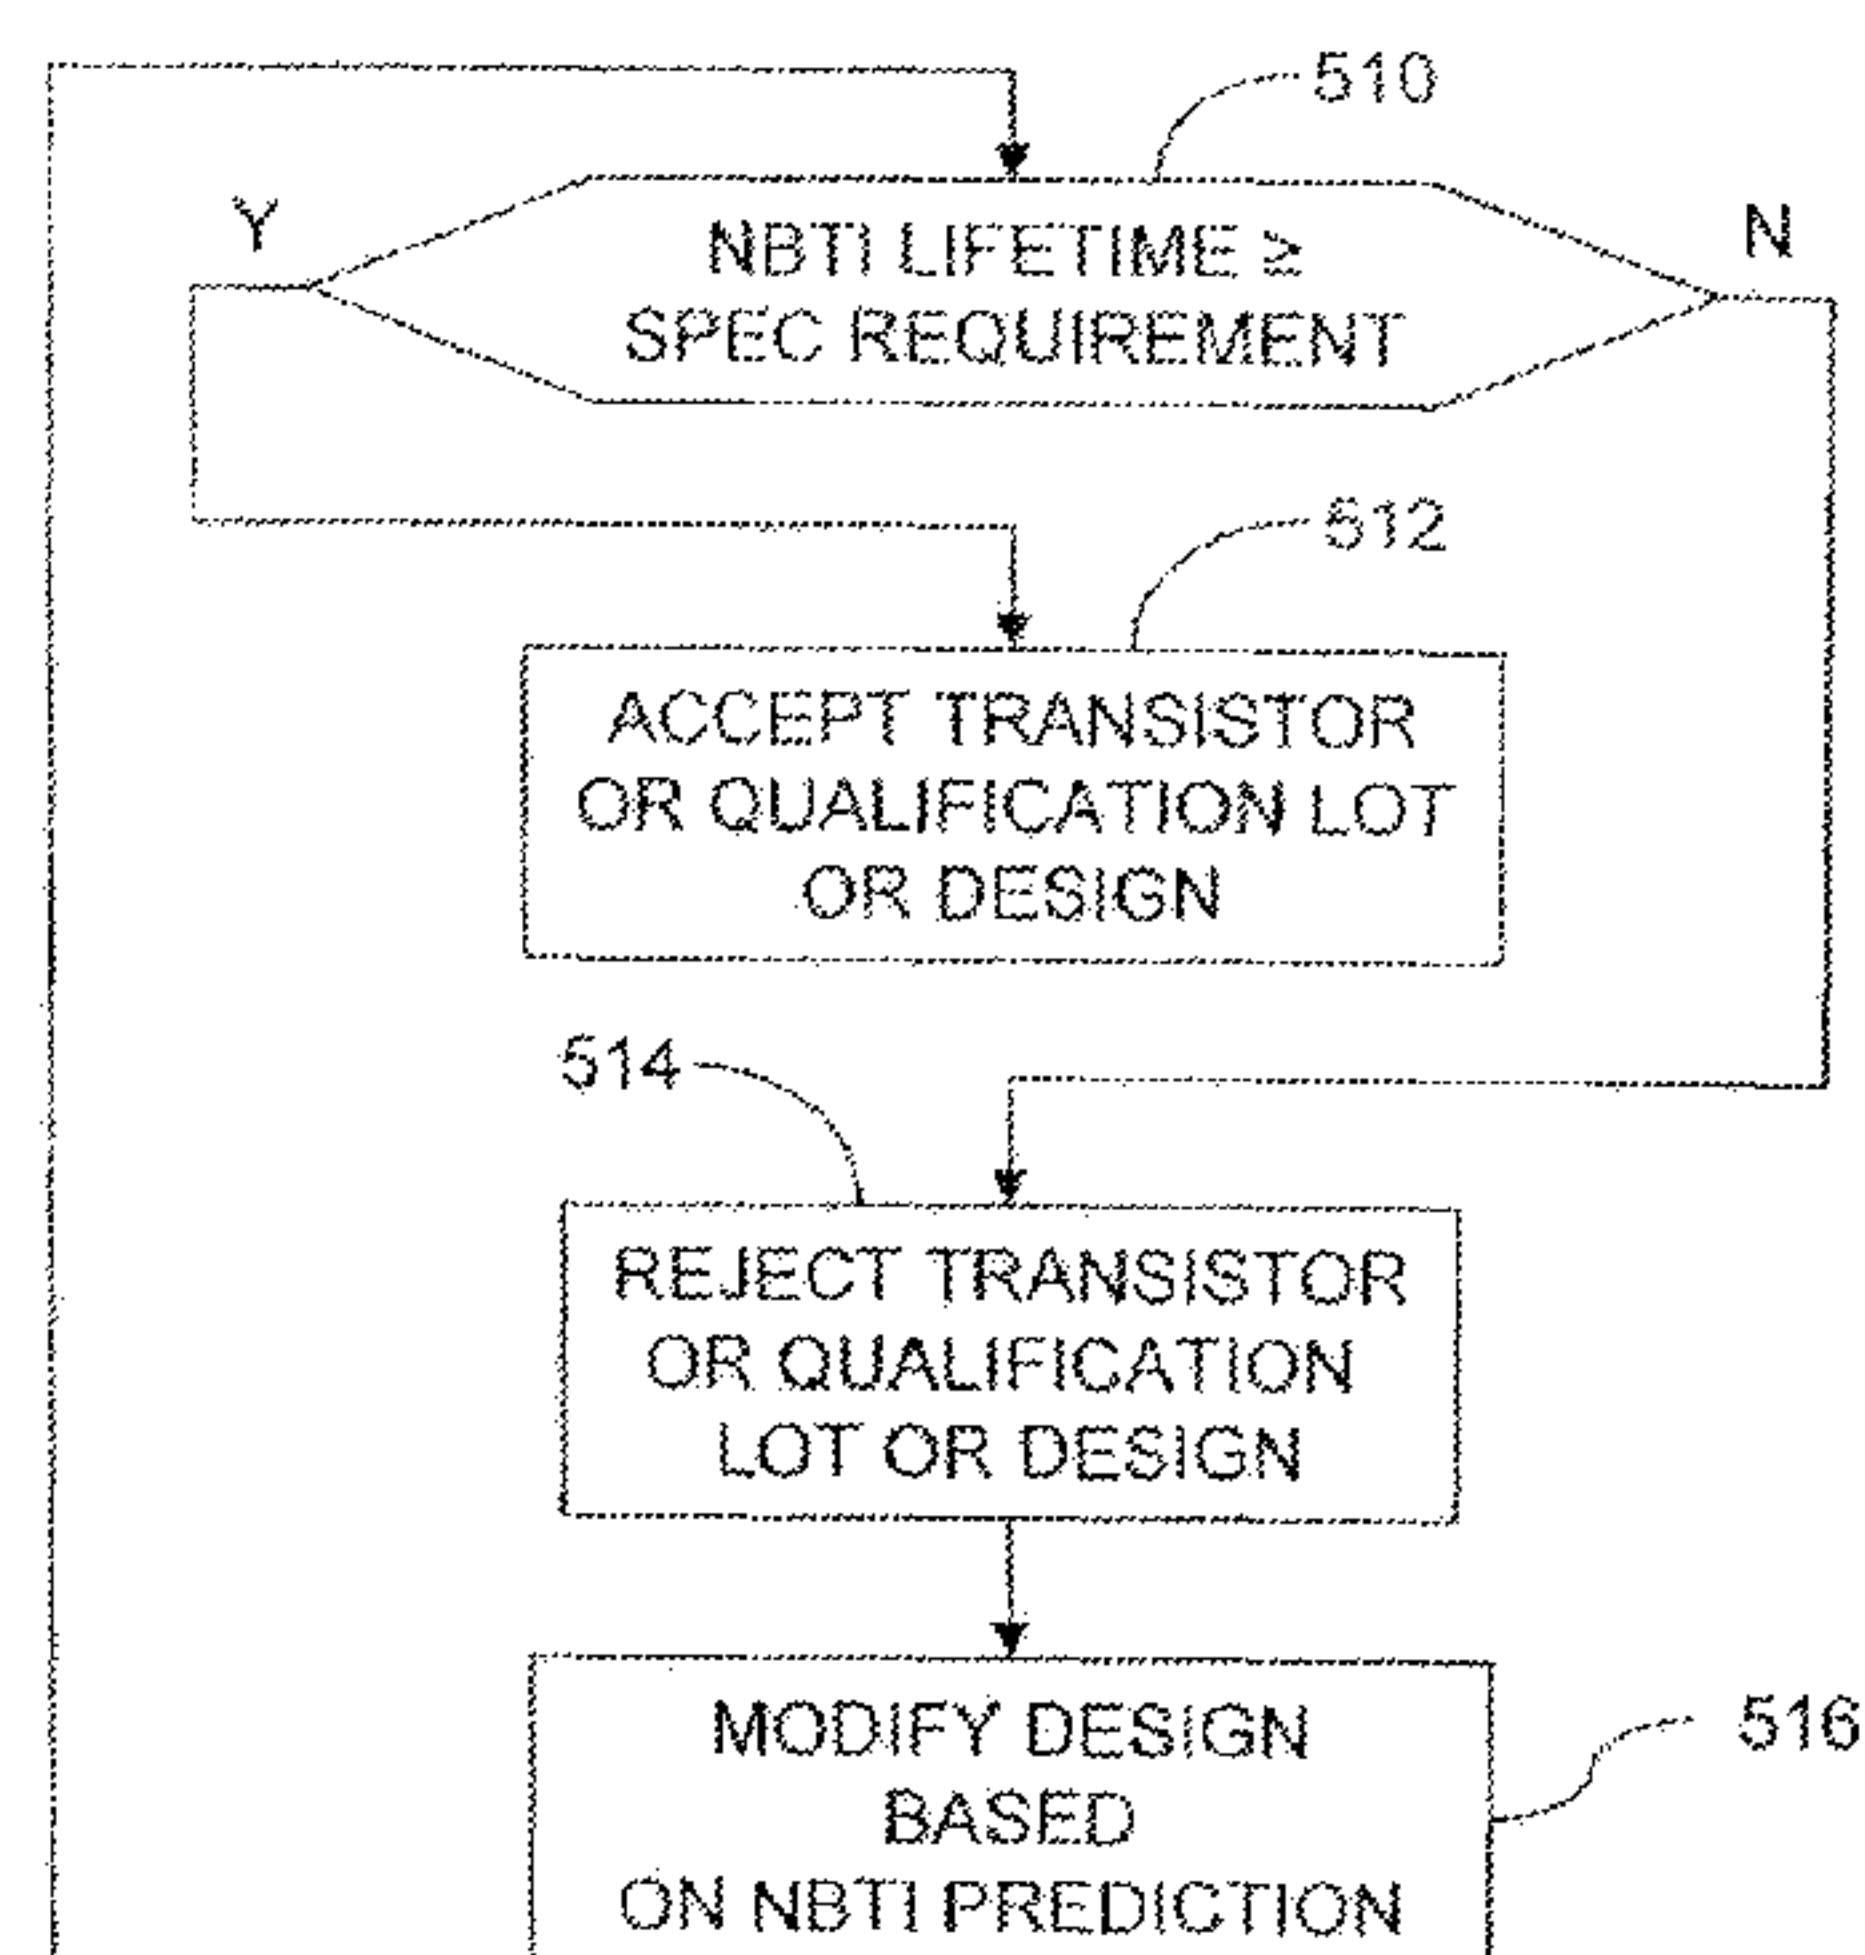 510
Y
N
NBTI LIFETIME ≥
SPEC REQUIREMENT
512
ACCEPT TRANSISTOR
OR QUALIFICATION LOT
OR DESIGN
514
REJECT TRANSISTOR
OR QUALIFICATION
LOT OR DESIGN
MODIFY DESIGN
516
BASED
ON NBTI PREDICTION